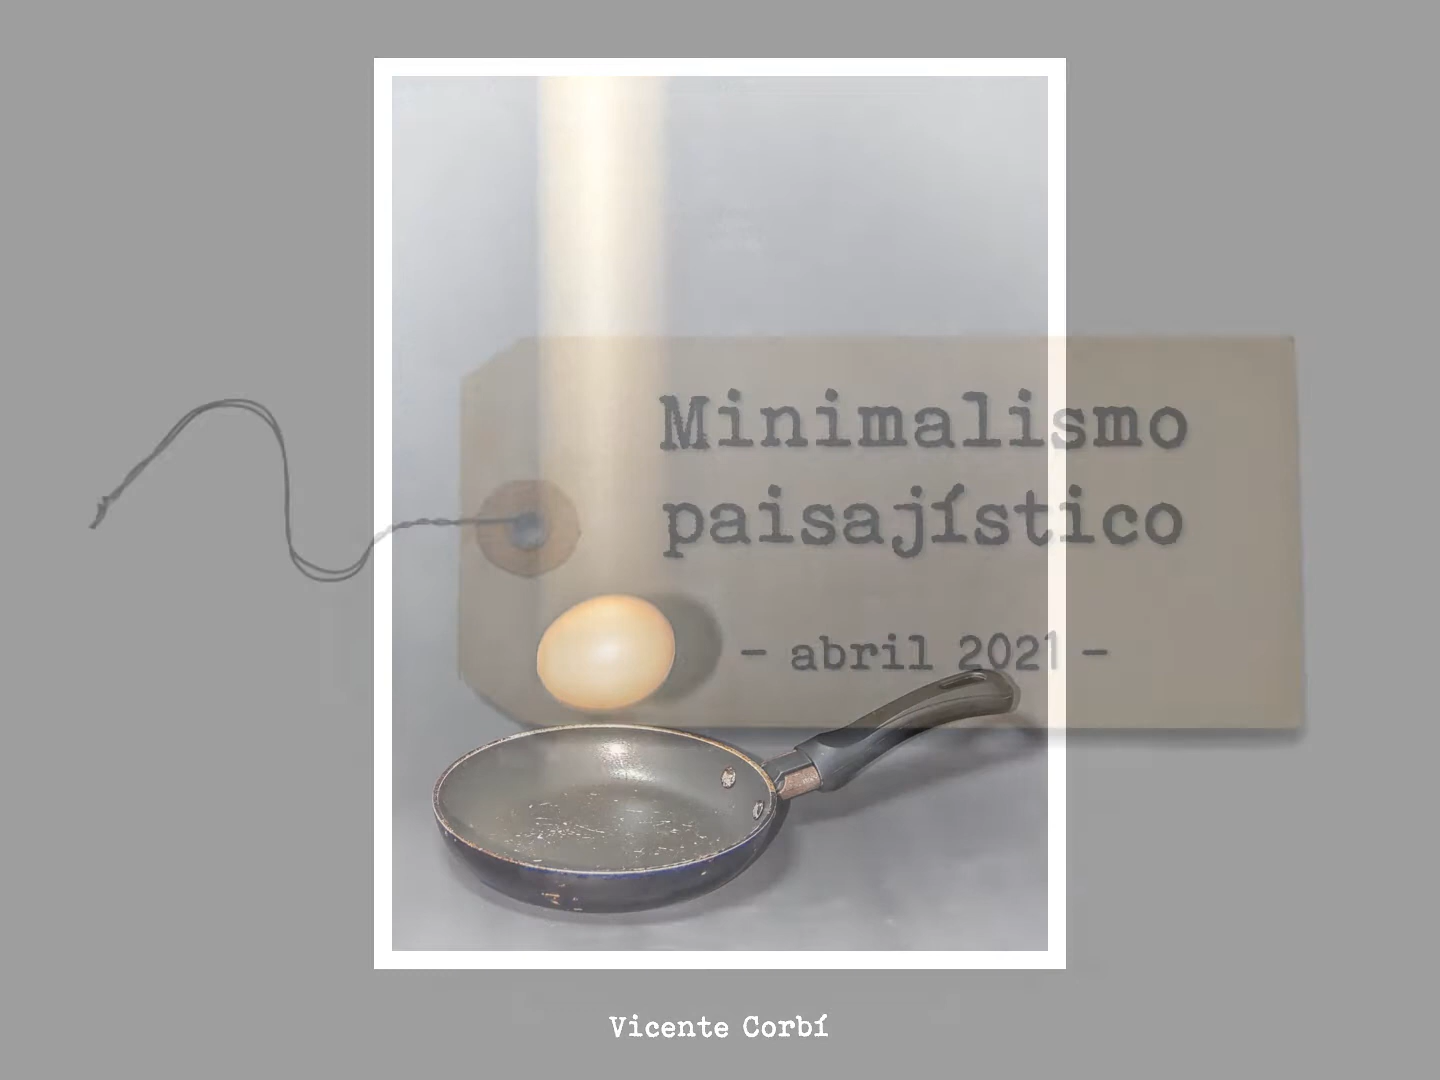 Minimalismo
paisajístico
- abril 2021 -
Vicente Corbí